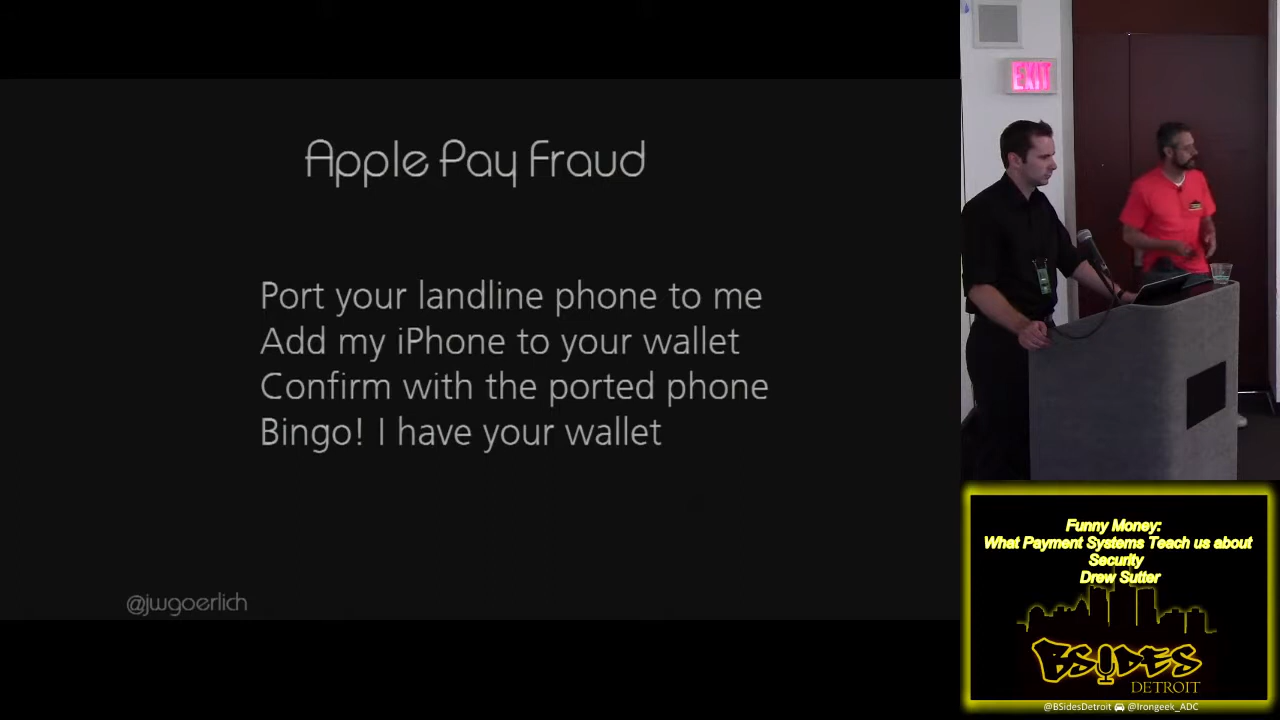 Apple Pay Fraud
Port your landline phone to me
Add my iPhone to your wallet
Confirm with the ported phone
Bingo! I have your wallet
@jwgoerlich
EXIT
Funny Money:
What Payment Systems Teach us about
Security
Drew Sutter
BSIDES
DETROIT
@BSidesDetroit @Irongeek_ADC